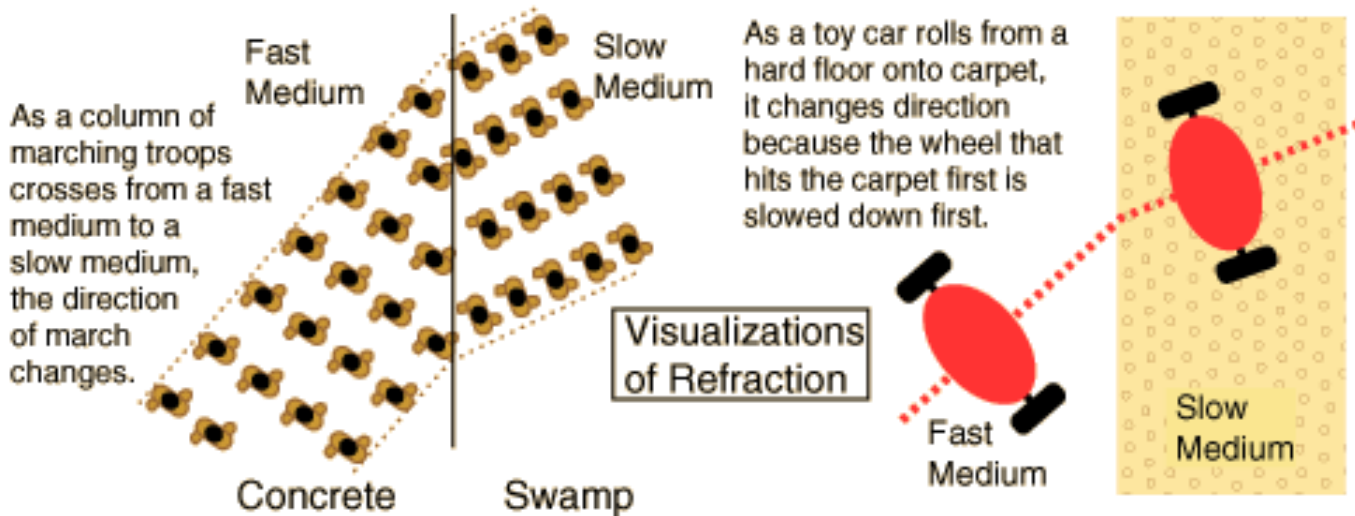 Fast
Medium
Slow
Medium
As a column of
marching troops
crosses from a fast
medium to a
slow medium,
the direction
of march
changes.
Concrete
Swamp
As a toy car rolls from a
hard floor onto carpet,
it changes direction
because the wheel that
hits the carpet first is
slowed down first.
Visualizations
of Refraction
Fast
Medium
Slow
Medium